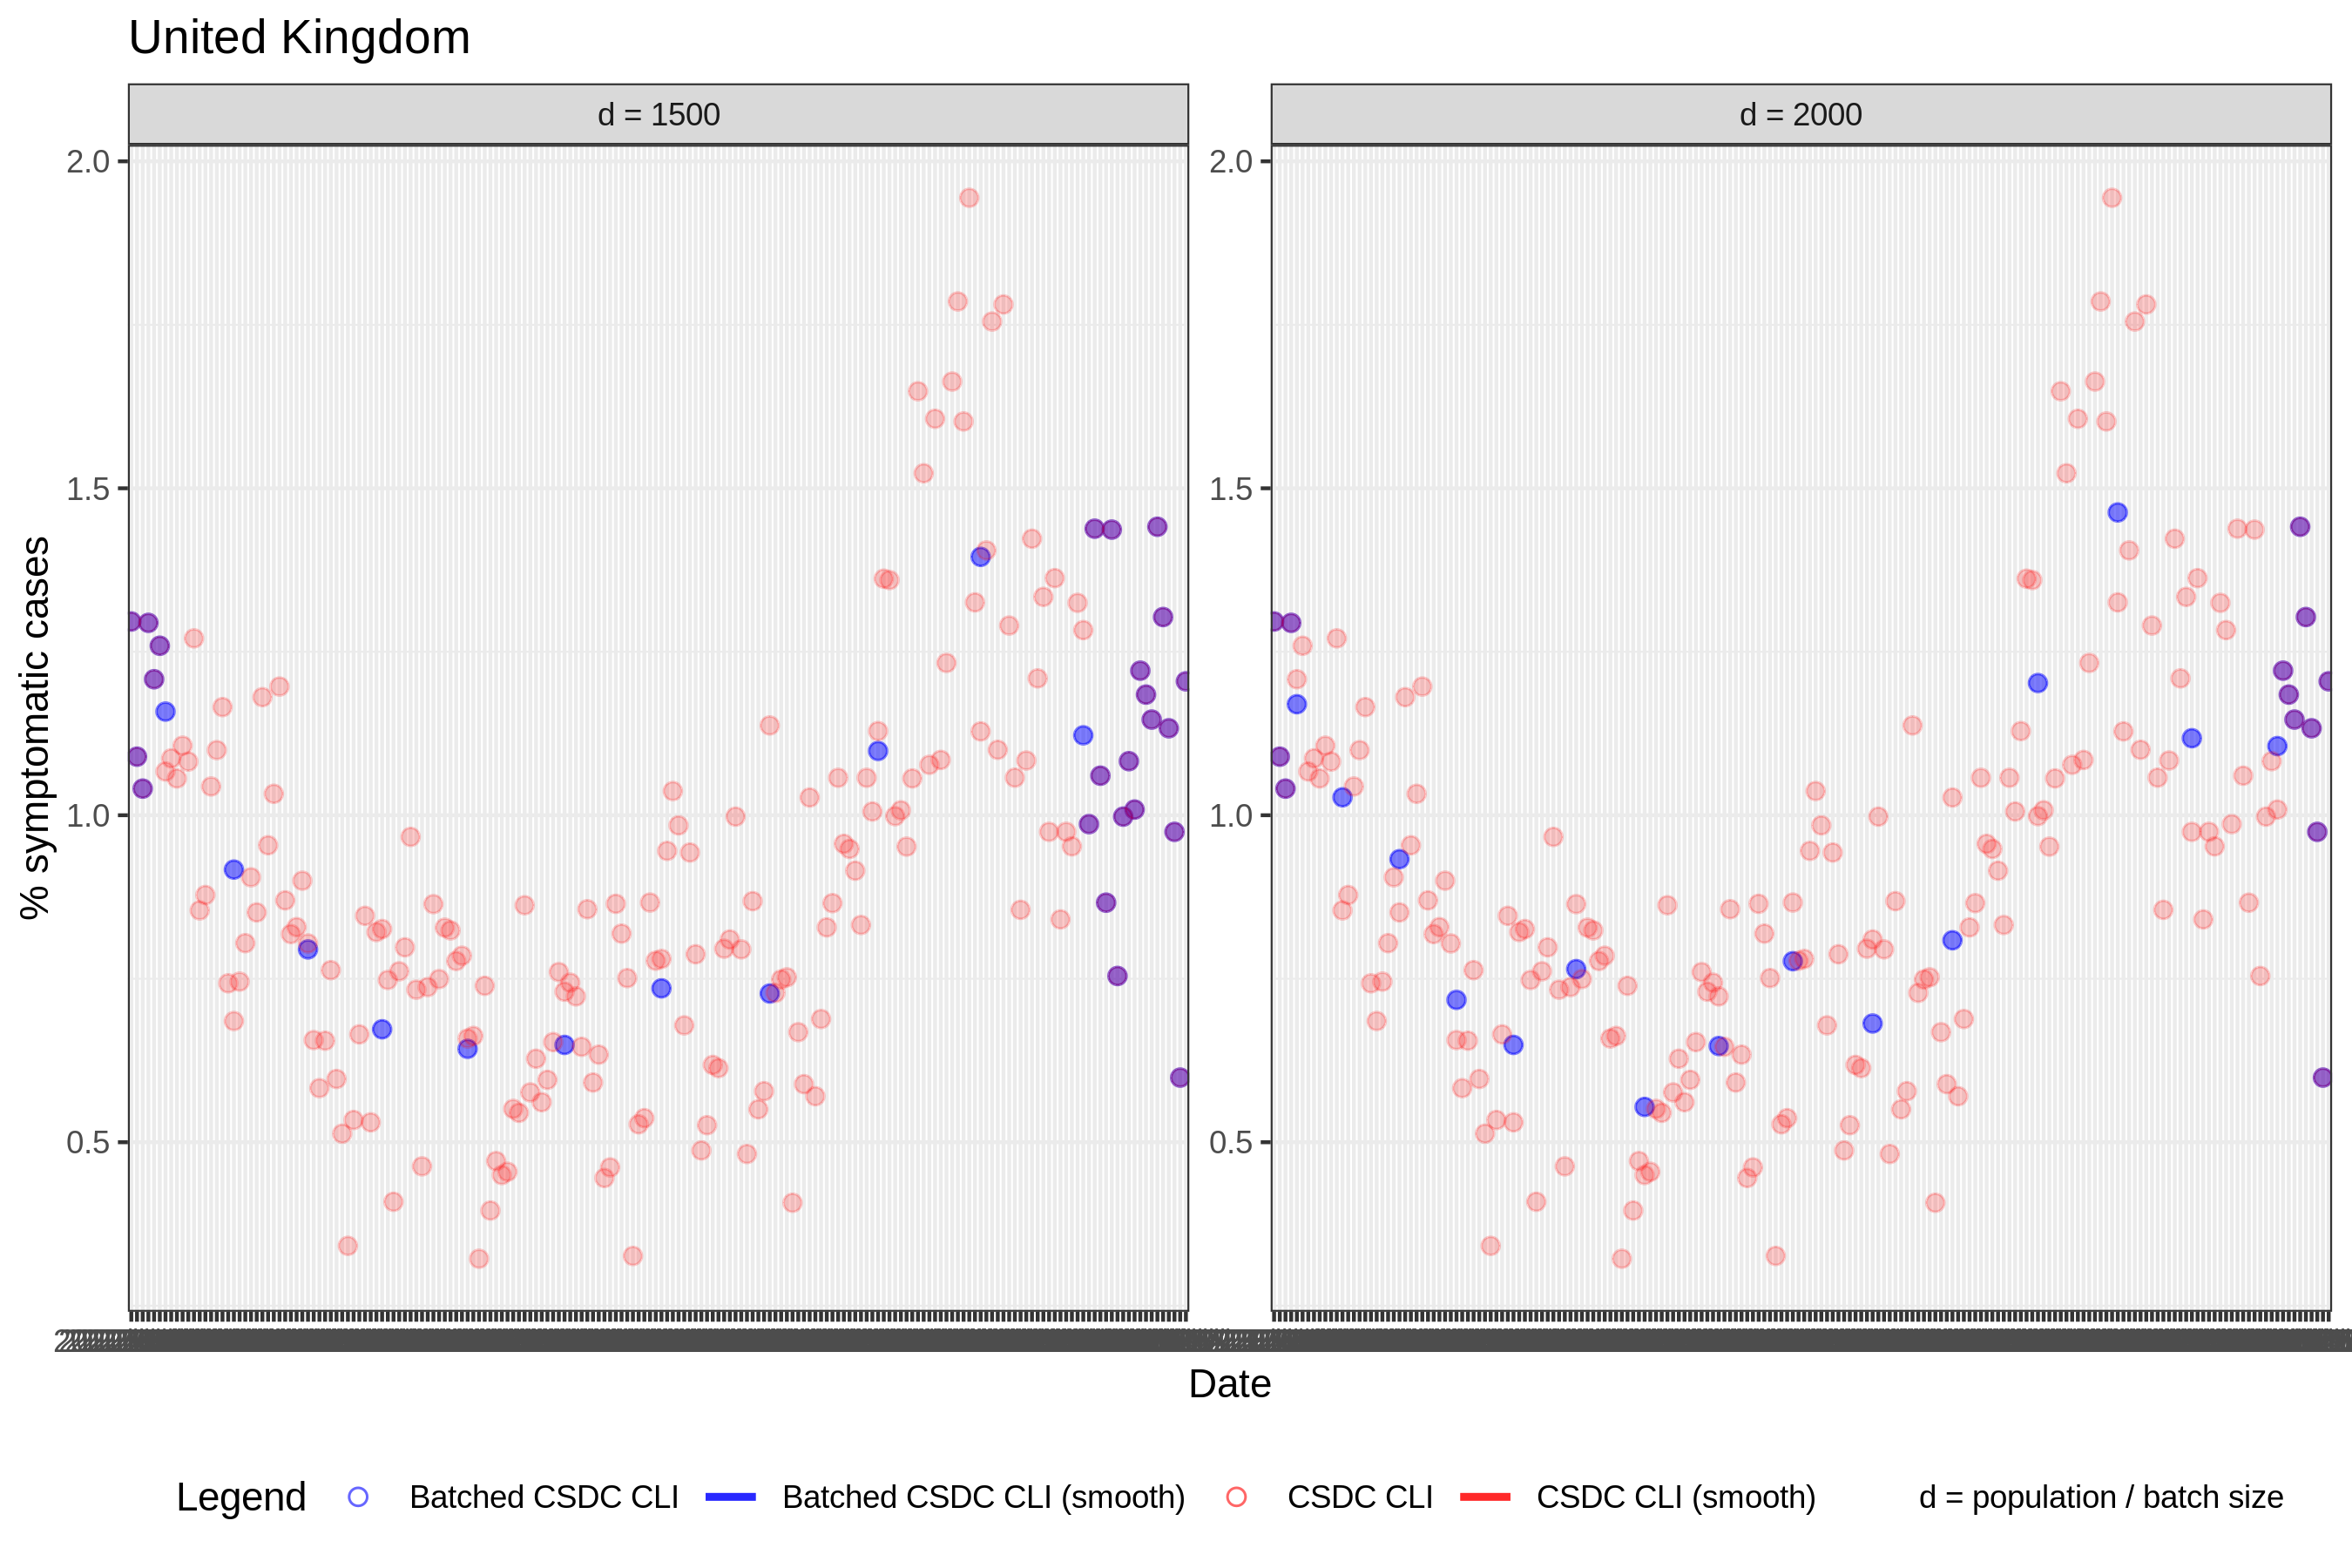 United Kingdom
d = 1500
d = 2000
2.0
1.5
1.0
0.5
2.0
1.5
1.0
0.5
% symptomatic cases
Date
Legend Batched CSDC CLI Batched CSDC CLI (smooth) CSDC CLI CSDC CLI (smooth) d = population / batch size